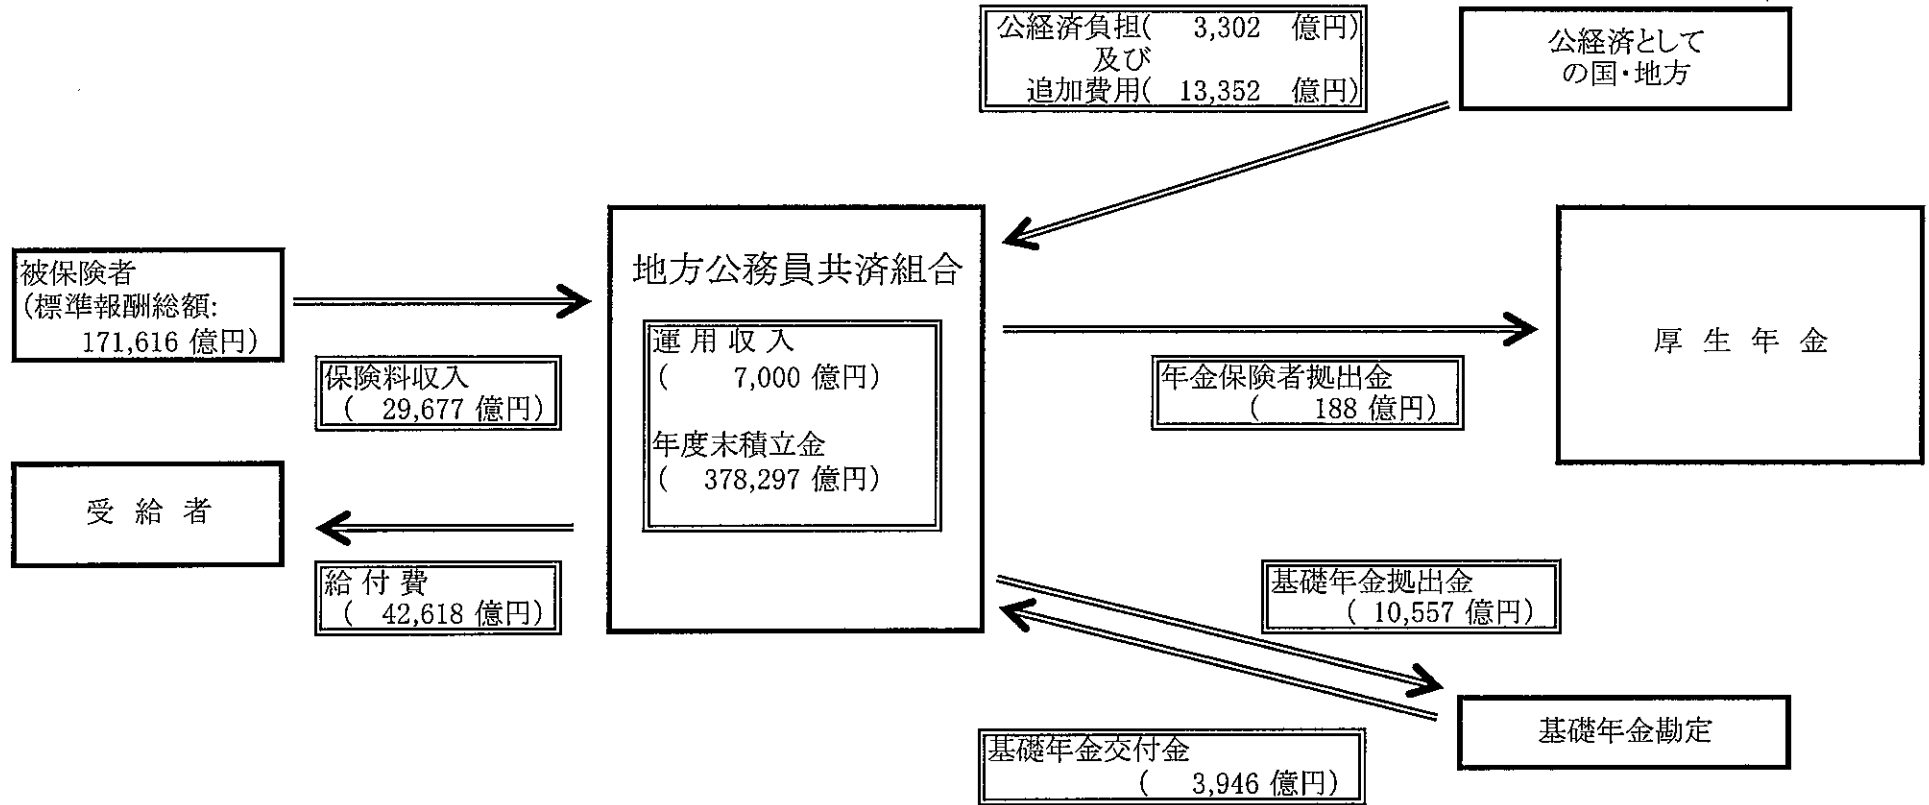 公経済負担( 3,302 億円)
及び
追加費用( 13,352 億円)
公経済として
の国・地方
被保険者
(標準報酬総額:
171,616 億円)
保険料収入
( 29,677 億円)
地方公務員共済組合
運用収入
( 7,000 億円)
年度末積立金
( 378,297 億円)
年金保険者拠出金
( 188 億円)
厚生年金
受給者
給付費
( 42,618 億円)
基礎年金拠出金
( 10,557 億円)
基礎年金交付金
( 3,946 億円)
基礎年金勘定